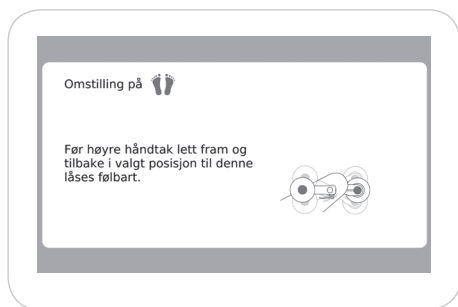 Omstilling på
Før høyre håndtak lett fram og
tilbake i valgt posisjon til denne
låses følbart.